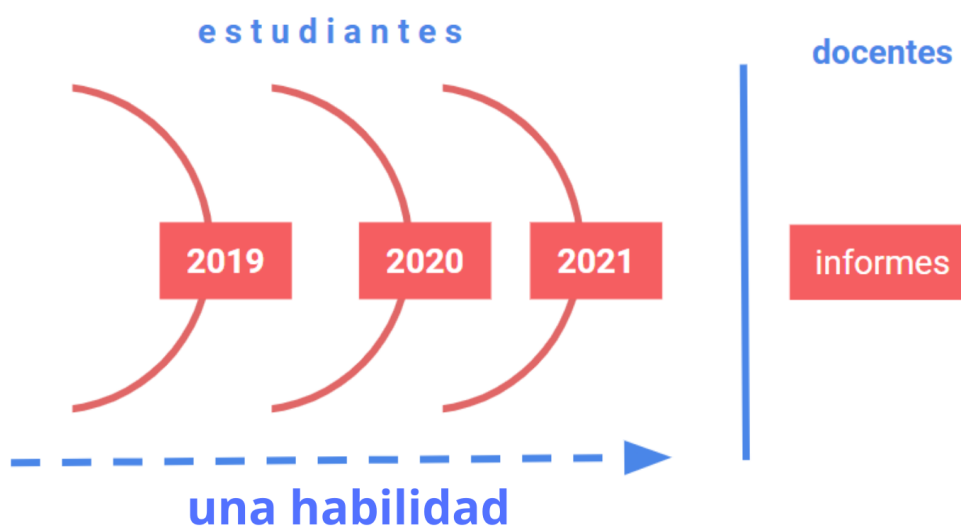 estudiantes
docentes
2019
2020
2021
informes
una habilidad